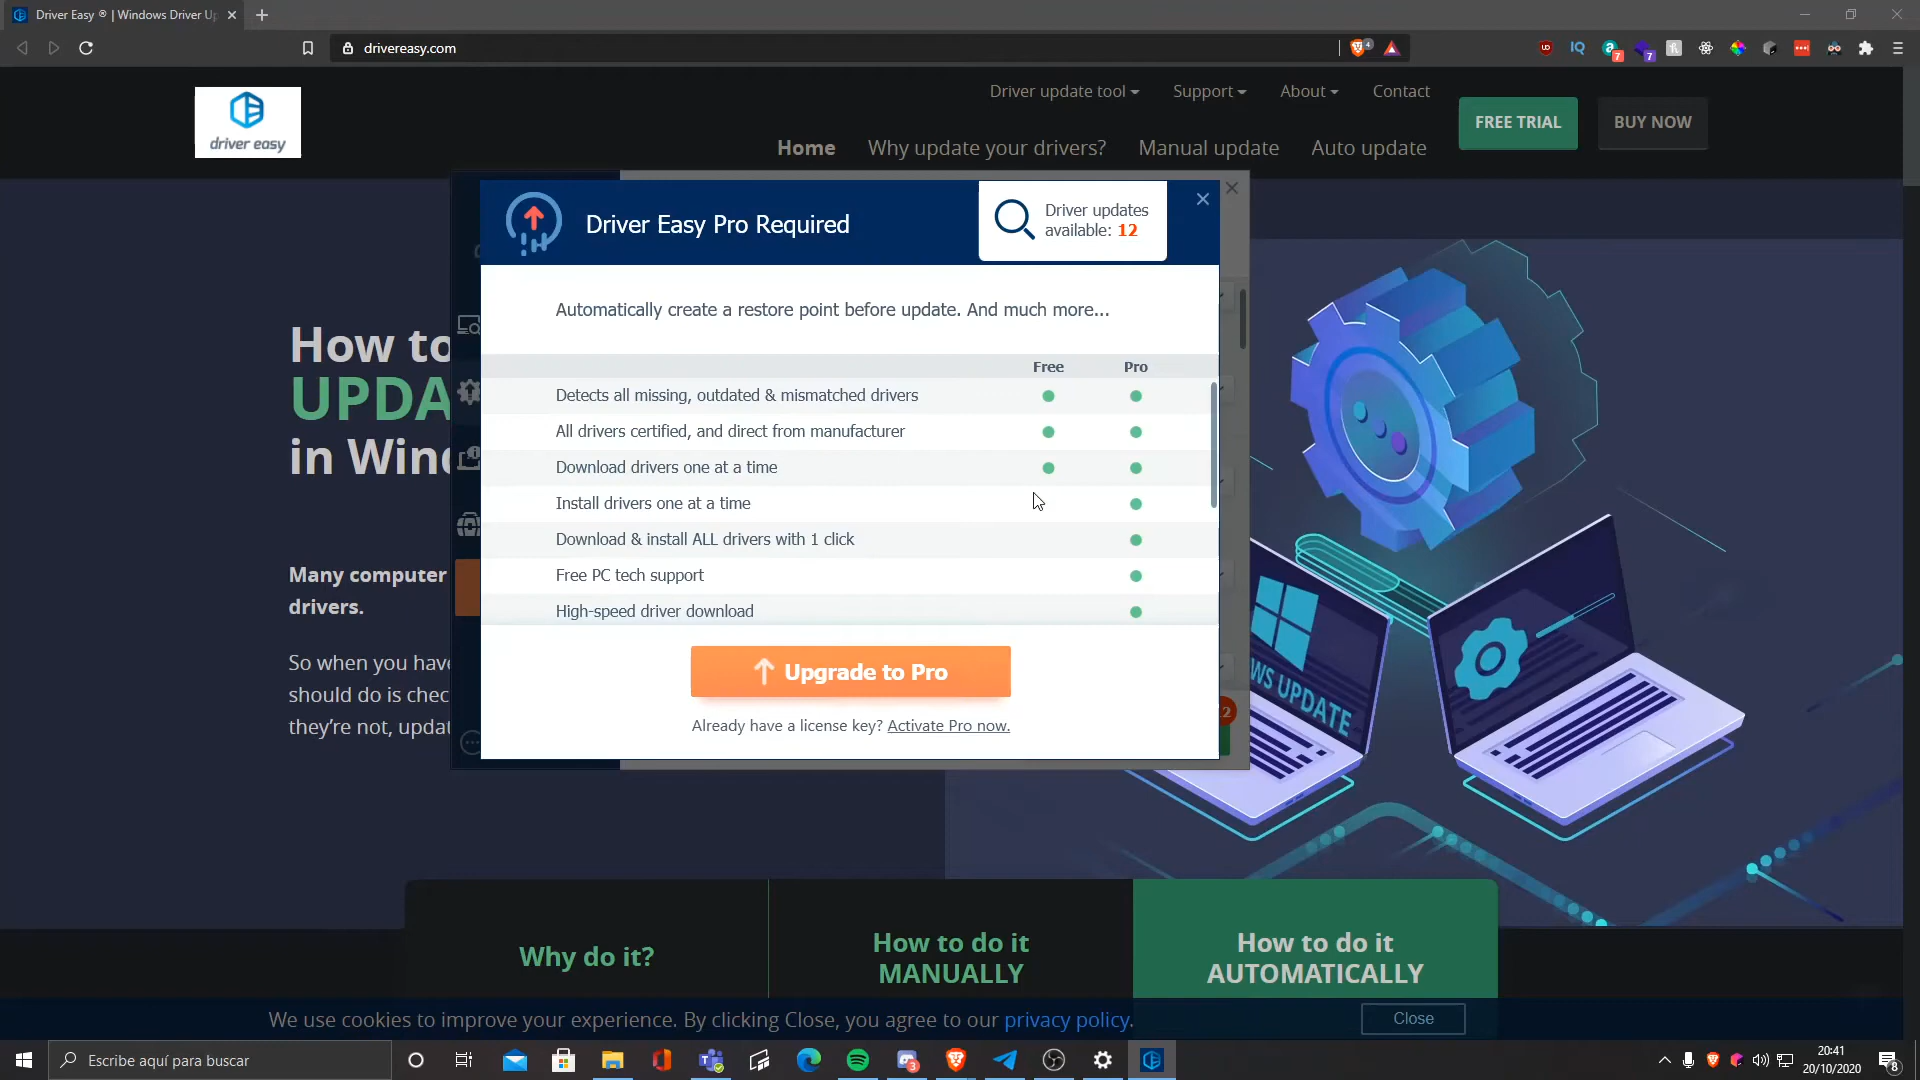 Driver Easy ® | Windows Driver Up
drivereasy.com
4
UD
IQ
7
7
driver easy
Driver update tool
Support
About
Contact
FREE TRIAL
BUY NOW
Home
Why update your drivers?
Manual update
Auto update
Driver Easy Pro Required
Driver updates
available: 12
Automatically create a restore point before update. And much more...
Free
Pro
Detects all missing, outdated & mismatched drivers
All drivers certified, and direct from manufacturer
Download drivers one at a time
Install drivers one at a time
Download & install ALL drivers with 1 click
Free PC tech support
High-speed driver download
Upgrade to Pro
Already have a license key? Activate Pro now.
How to
UPDA
in Wind
Many computer
drivers.
So when you have
should do is chec
they're not, updat
2
WS UPDATE
Why do it?
How to do it
MANUALLY
How to do it
AUTOMATICALLY
We use cookies to improve your experience. By clicking Close, you agree to our privacy policy.
Close
Escribe aquí para buscar
3
20:41
20/10/2020
8